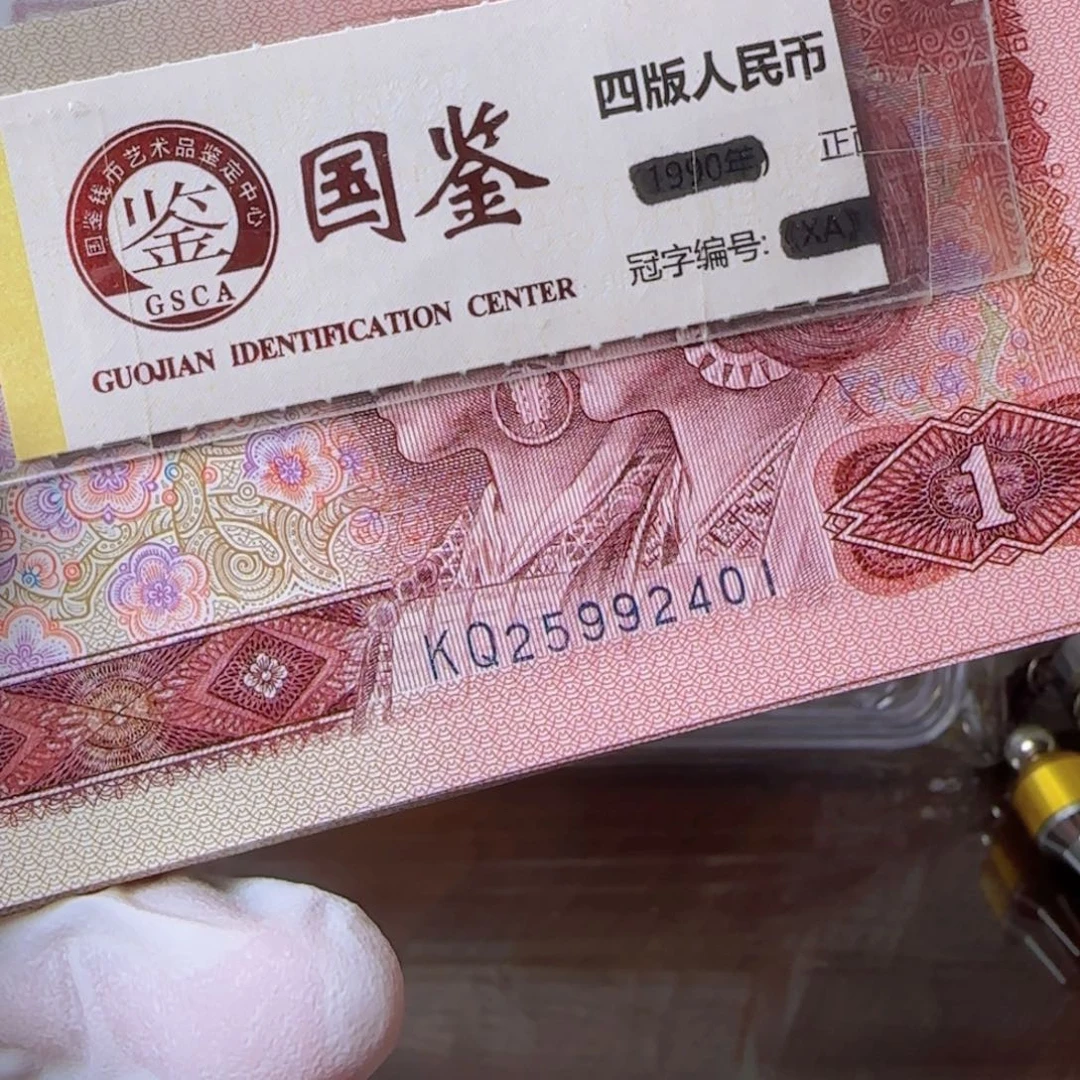 四版人民币
国鉴钱币艺术品鉴定中心
鉴
GSCA
国鉴
1990年)
正
冠字编号:
(XA)
GUOJIAN IDENTIFICATION CENTER
1
KQ25992401